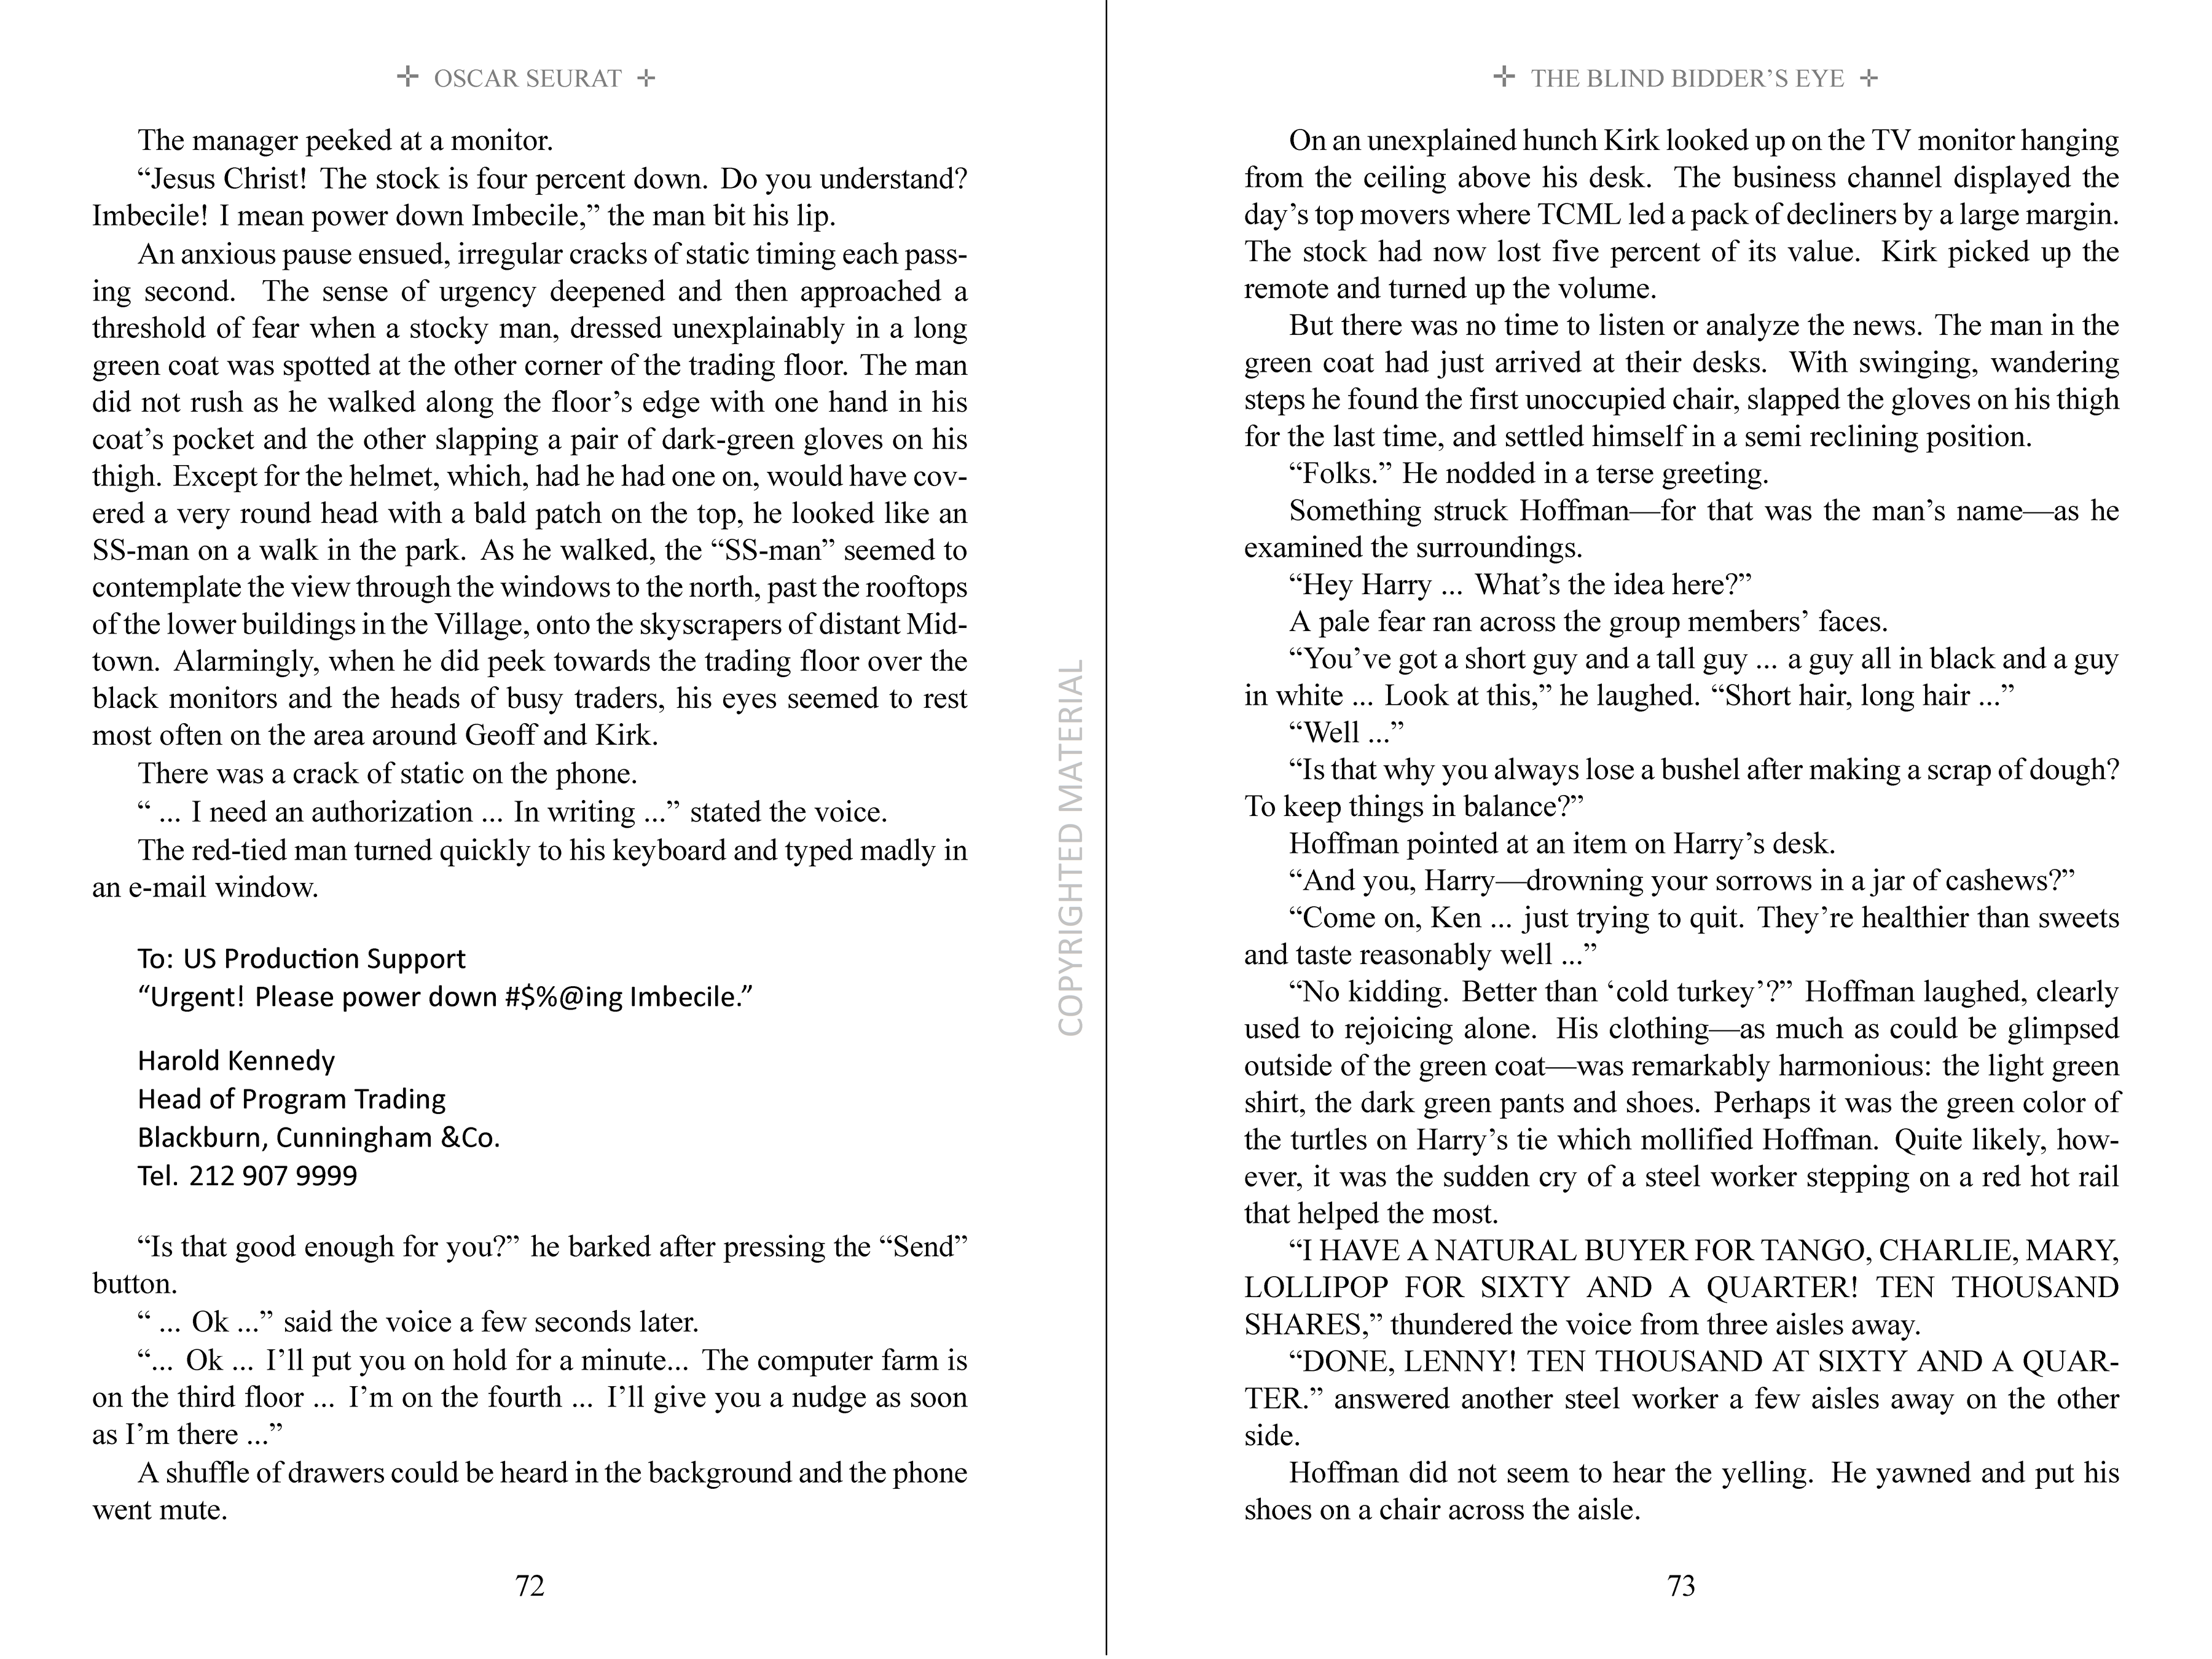 OSCAR SEURAT
The manager peeked at a monitor.
“Jesus Christ! The stock is four percent down. Do you understand?
Imbecile! I mean power down Imbecile,” the man bit his lip.
An anxious pause ensued, irregular cracks of static timing each pass-
ing second. The sense of urgency deepened and then approached a
threshold of fear when a stocky man, dressed unexplainably in a long
green coat was spotted at the other corner of the trading floor. The man
did not rush as he walked along the floor’s edge with one hand in his
coat’s pocket and the other slapping a pair of dark-green gloves on his
thigh. Except for the helmet, which, had he had one on, would have cov-
ered a very round head with a bald patch on the top, he looked like an
SS-man on a walk in the park. As he walked, the “SS-man” seemed to
contemplate the view through the windows to the north, past the rooftops
of the lower buildings in the Village, onto the skyscrapers of distant Mid-
town. Alarmingly, when he did peek towards the trading floor over the
black monitors and the heads of busy traders, his eyes seemed to rest
most often on the area around Geoff and Kirk.
There was a crack of static on the phone.
“ ... I need an authorization ... In writing ...” stated the voice.
The red-tied man turned quickly to his keyboard and typed madly in
an e-mail window.
To: US Production Support
“Urgent! Please power down #$%@ing Imbecile.”
Harold Kennedy
Head of Program Trading
Blackburn, Cunningham &Co.
Tel. 212 907 9999
“Is that good enough for you?” he barked after pressing the “Send”
button.
“ ... Ok ...” said the voice a few seconds later.
“... Ok ... I’ll put you on hold for a minute... The computer farm is
on the third floor ... I’m on the fourth ... I’ll give you a nudge as soon
as I’m there ...”
A shuffle of drawers could be heard in the background and the phone
went mute.
72
COPYRIGHTED MATERIAL
THE BLIND BIDDER’S EYE
On an unexplained hunch Kirk looked up on the TV monitor hanging
from the ceiling above his desk. The business channel displayed the
day’s top movers where TCML led a pack of decliners by a large margin.
The stock had now lost five percent of its value. Kirk picked up the
remote and turned up the volume.
But there was no time to listen or analyze the news. The man in the
green coat had just arrived at their desks. With swinging, wandering
steps he found the first unoccupied chair, slapped the gloves on his thigh
for the last time, and settled himself in a semi reclining position.
“Folks.” He nodded in a terse greeting.
Something struck Hoffman—for that was the man’s name—as he
examined the surroundings.
“Hey Harry ... What’s the idea here?”
A pale fear ran across the group members’ faces.
“You’ve got a short guy and a tall guy ... a guy all in black and a guy
in white ... Look at this,” he laughed. “Short hair, long hair ...”
“Well ...”
“Is that why you always lose a bushel after making a scrap of dough?
To keep things in balance?”
Hoffman pointed at an item on Harry’s desk.
“And you, Harry—drowning your sorrows in a jar of cashews?”
“Come on, Ken ... just trying to quit. They’re healthier than sweets
and taste reasonably well ...”
“No kidding. Better than ‘cold turkey’?” Hoffman laughed, clearly
used to rejoicing alone. His clothing—as much as could be glimpsed
outside of the green coat—was remarkably harmonious: the light green
shirt, the dark green pants and shoes. Perhaps it was the green color of
the turtles on Harry’s tie which mollified Hoffman. Quite likely, how-
ever, it was the sudden cry of a steel worker stepping on a red hot rail
that helped the most.
“I HAVE A NATURAL BUYER FOR TANGO, CHARLIE, MARY,
LOLLIPOP FOR SIXTY AND A QUARTER! TEN THOUSAND
SHARES,” thundered the voice from three aisles away.
“DONE, LENNY! TEN THOUSAND AT SIXTY AND A QUAR-
TER.” answered another steel worker a few aisles away on the other
side.
Hoffman did not seem to hear the yelling. He yawned and put his
shoes on a chair across the aisle.
73